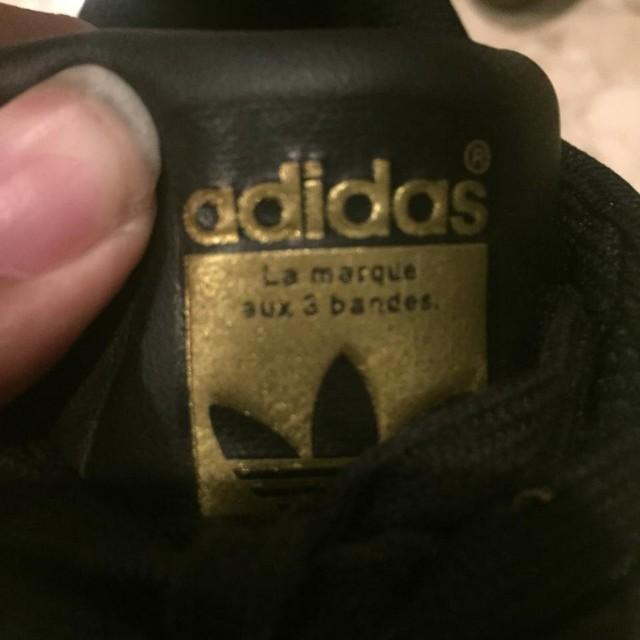 adidas®
La marque
aux 3 bandes.